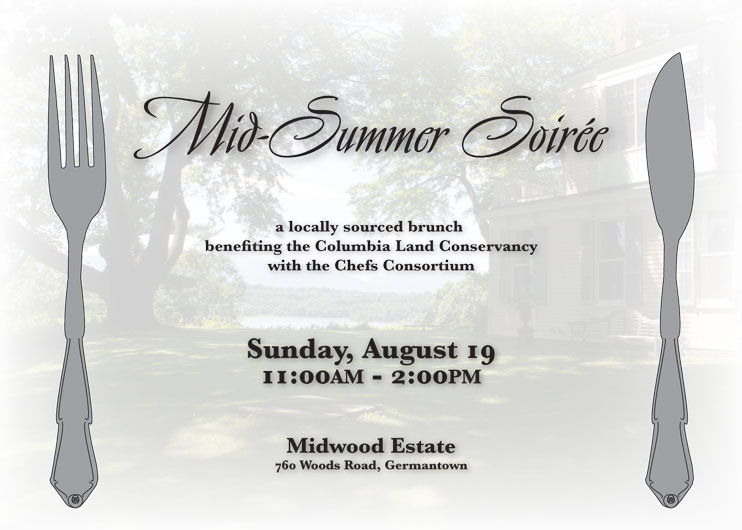 Mid-Summer Soirée
a locally sourced brunch
benefiting the Columbia Land Conservancy
with the Chefs Consortium
Sunday, August 19
11:00AM - 2:00PM
Midwood Estate
760 Woods Road, Germantown